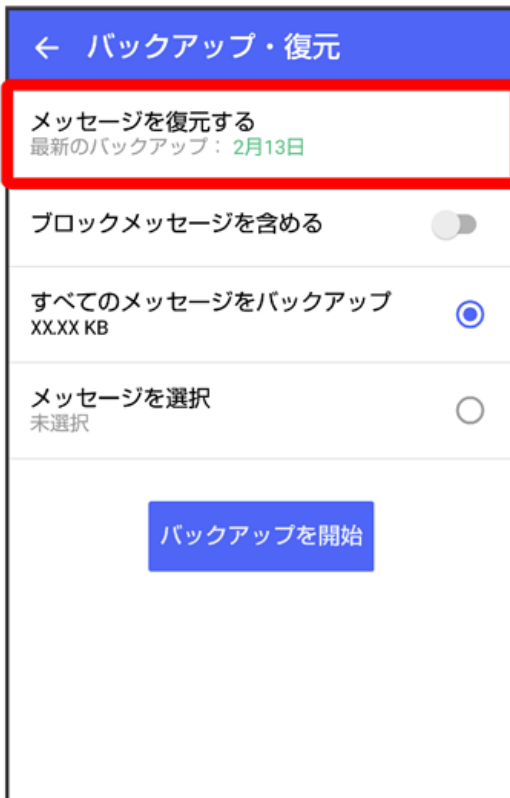 ← バックアップ・復元
メッセージを復元する
最新のバックアップ： 2月13日
ブロックメッセージを含める
すべてのメッセージをバックアップ
XX.XX KB
メッセージを選択
未選択
バックアップを開始